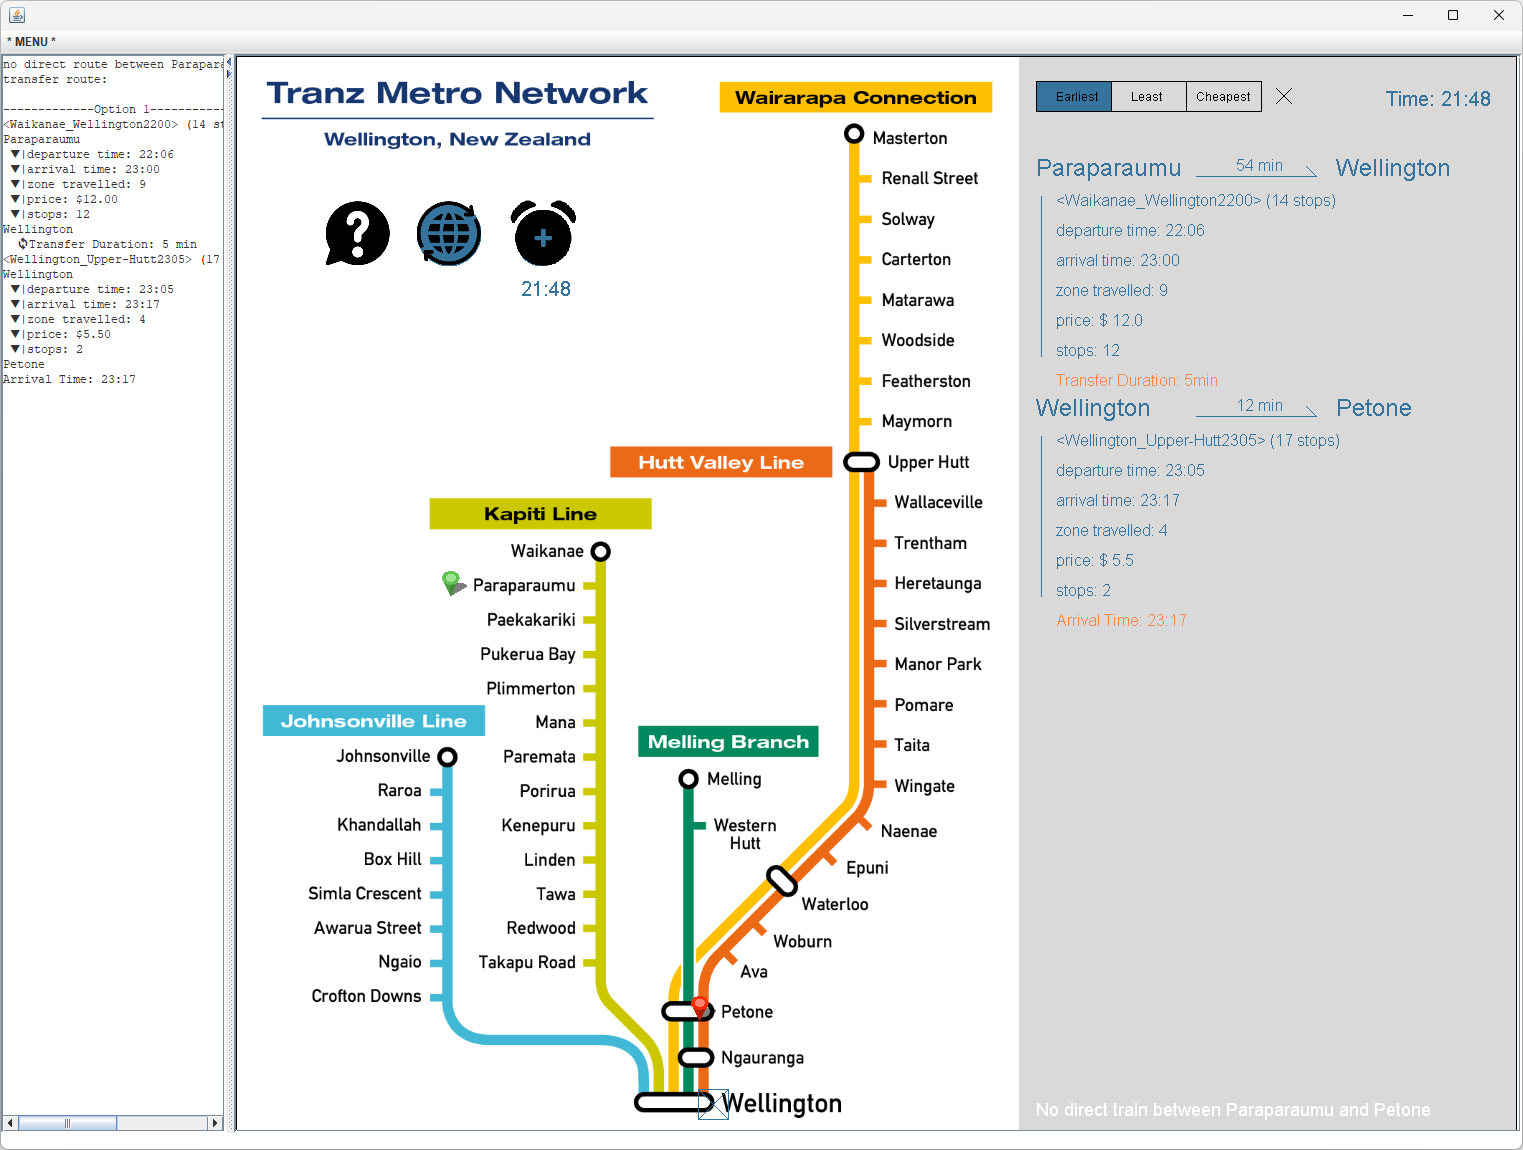 * MENU *
no direct route between Parapara
transfer route:
-------------Option 1-----------
<Waikanae_Wellington2200> (14 st
Paraparaumu
▼|departure time: 22:06
▼|arrival time: 23:00
▼|zone travelled: 9
▼|price: $12.00
▼|stops: 12
Wellington
Transfer Duration: 5 min
<Wellington_Upper-Hutt2305> (17
Wellington
▼|departure time: 23:05
▼|arrival time: 23:17
▼|zone travelled: 4
▼|price: $5.50
▼|stops: 2
Petone
Arrival Time: 23:17
Tranz Metro Network
Wellington, New Zealand
?
+
21:48
Wairarapa Connection
Masterton
Renall Street
Solway
Carterton
Matarawa
Woodside
Featherston
Maymorn
Hutt Valley Line
Upper Hutt
Wallaceville
Trentham
Heretaunga
Silverstream
Manor Park
Pomare
Taita
Wingate
Naenae
Epuni
Waterloo
Woburn
Ava
Petone
Ngauranga
Wellington
Kapiti Line
Waikanae
Paraparaumu
Paekakariki
Pukerua Bay
Plimmerton
Mana
Paremata
Porirua
Kenepuru
Linden
Tawa
Redwood
Takapu Road
Johnsonville Line
Johnsonville
Raroa
Khandallah
Box Hill
Simla Crescent
Awarua Street
Ngaio
Crofton Downs
Melling Branch
Melling
Western
Hutt
Earliest Least Cheapest
Time: 21:48
Paraparaumu 54 min Wellington
<Waikanae_Wellington2200> (14 stops)
departure time: 22:06
arrival time: 23:00
zone travelled: 9
price: $ 12.0
stops: 12
Transfer Duration: 5min
Wellington 12 min Petone
<Wellington_Upper-Hutt2305> (17 stops)
departure time: 23:05
arrival time: 23:17
zone travelled: 4
price: $ 5.5
stops: 2
Arrival Time: 23:17
No direct train between Paraparaumu and Petone